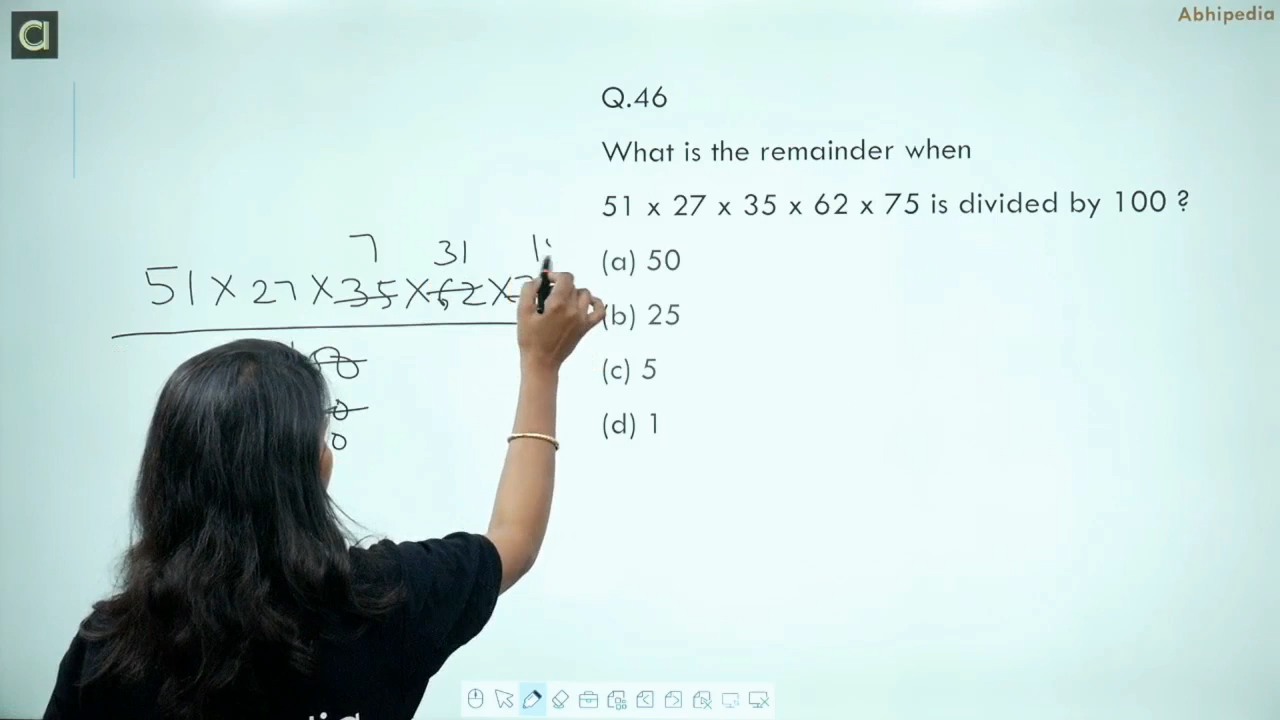 Abhipedia
Q.46
What is the remainder when
51 x 27 x 35 x 62 x 75 is divided by 100 ?
(a) 50
(b) 25
(c) 5
(d) 1
7 31
51 X 27 X 35 X 62 X